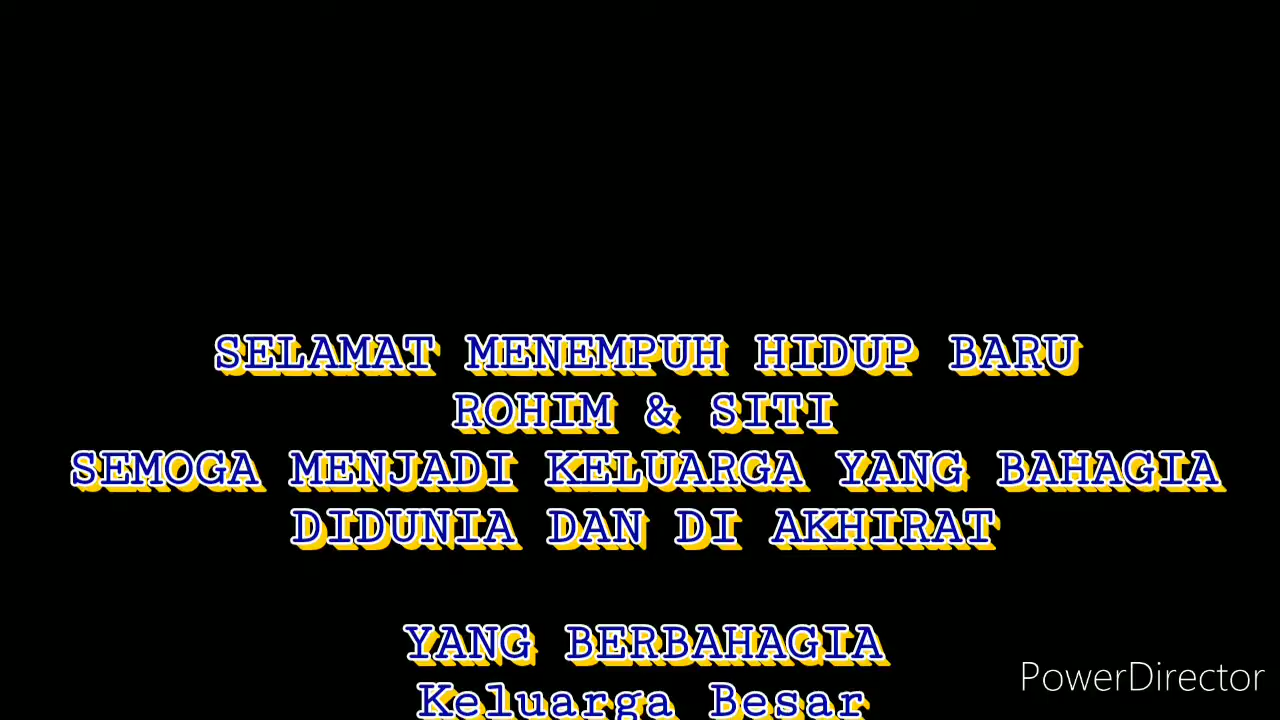 SELAMAT MENEMPUH HIDUP BARU
ROHIM & SITI
SEMOGA MENJADI KELUARGA YANG BAHAGIA
DIDUNIA DAN DI AKHIRAT
YANG BERBAHAGIA
Keluarga Besar
PowerDirector